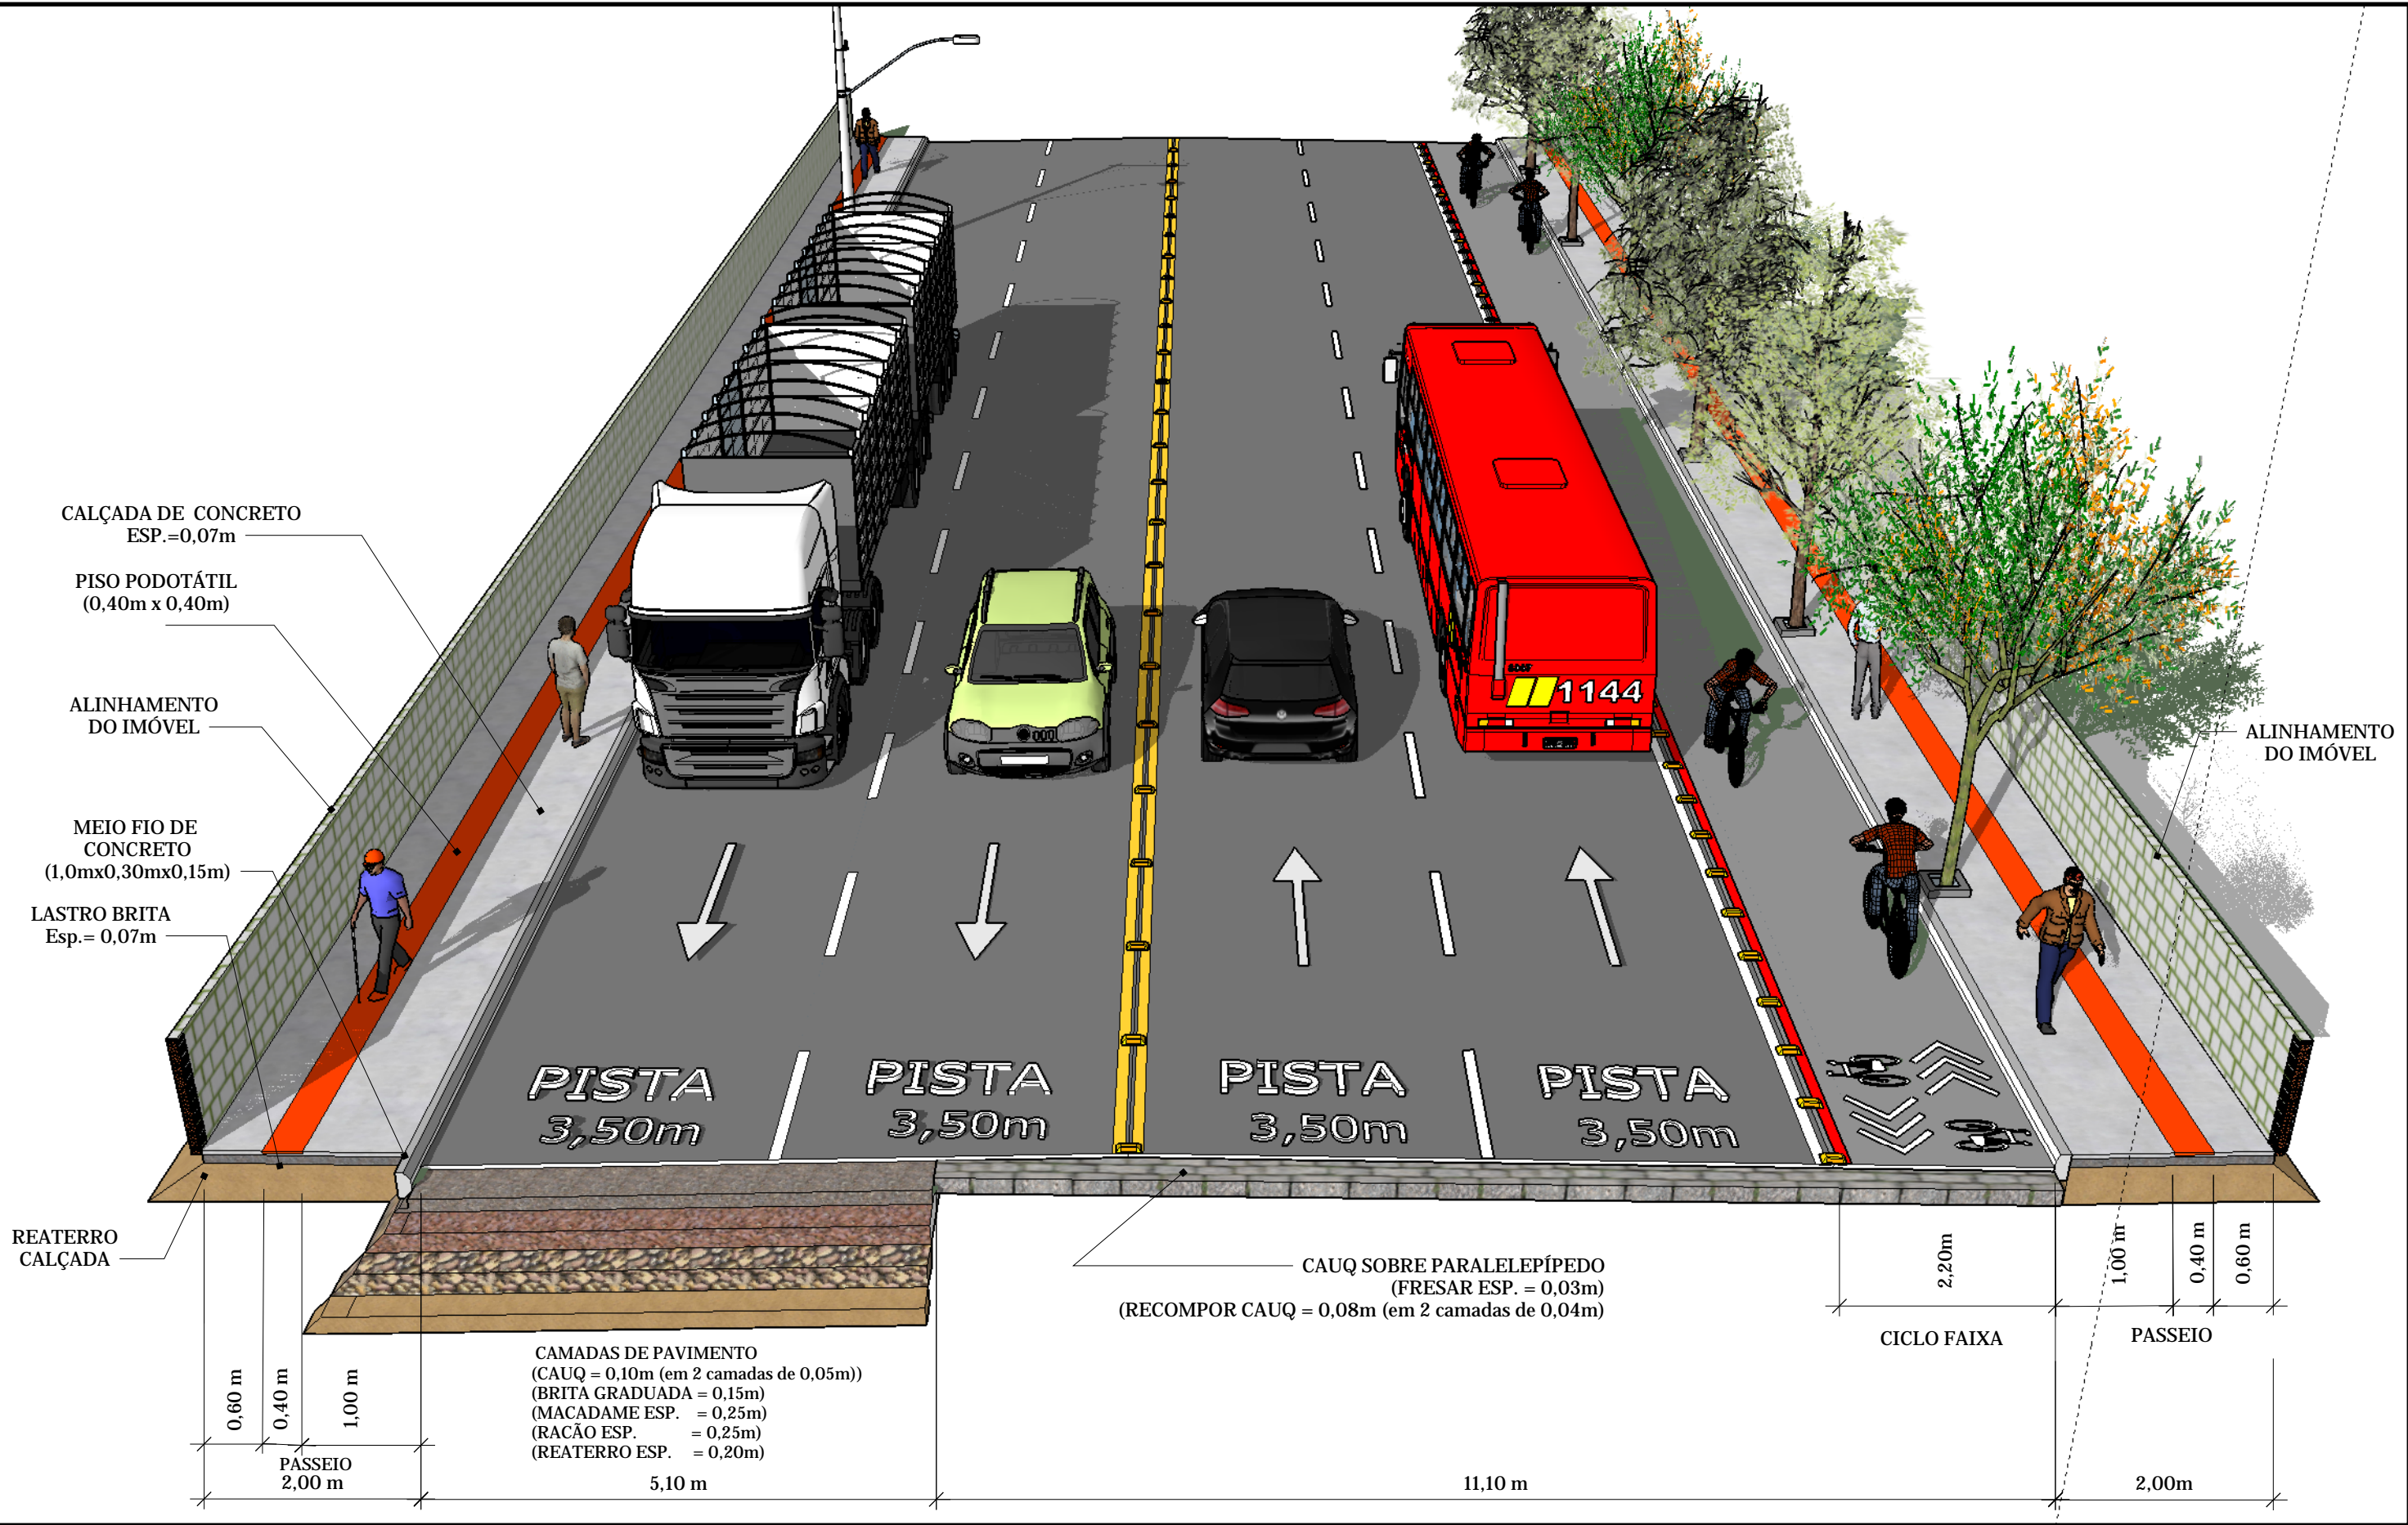 CALÇADA DE CONCRETO
ESP.=0,07m
PISO PODOTÁTIL
(0,40m x 0,40m)
ALINHAMENTO
DO IMÓVEL
MEIO FIO DE
CONCRETO
(1,0mx0,30mx0,15m)
LASTRO BRITA
Esp.= 0,07m
REATERRO
CALÇADA
1144
ALINHAMENTO
DO IMÓVEL
PISTA
3,50m
PISTA
3,50m
PISTA
3,50m
PISTA
3,50m
CAUQ SOBRE PARALELEPÍPEDO
(FRESAR ESP. = 0,03m)
(RECOMPOR CAUQ = 0,08m (em 2 camadas de 0,04m)
2,20m
CICLO FAIXA
1,00 m
0,40 m
0,60 m
PASSEIO
CAMADAS DE PAVIMENTO
(CAUQ = 0,10m (em 2 camadas de 0,05m))
(BRITA GRADUADA = 0,15m)
(MACADAME ESP. = 0,25m)
(RACÃO ESP. = 0,25m)
(REATERRO ESP. = 0,20m)
0,60 m
0,40 m
1,00 m
PASSEIO
2,00 m
5,10 m
11,10 m
2,00m